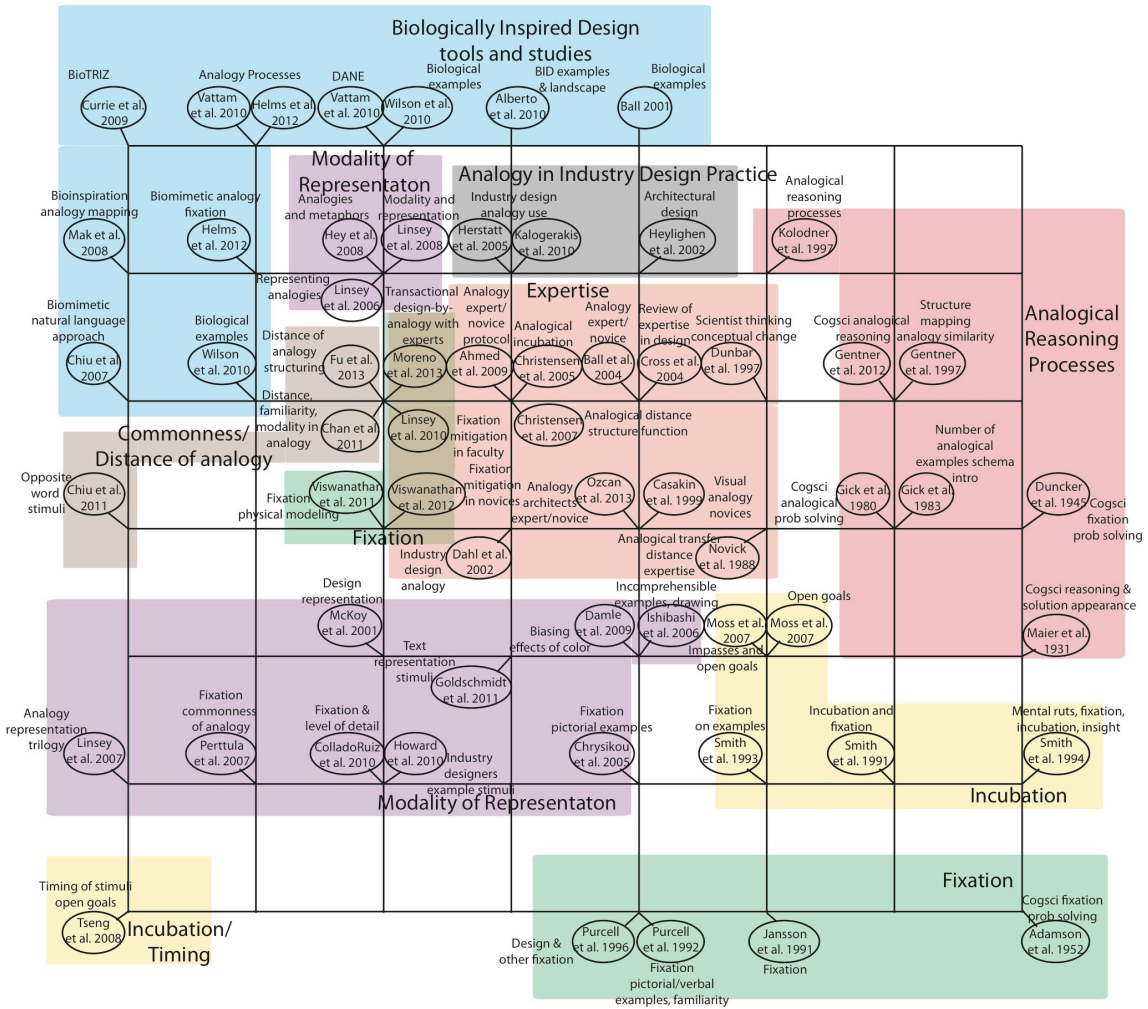 Biologically Inspired Design
tools and studies
BioTRIZ
Currie et al.
2009
Analogy Processes
Vattam
et al. 2010
Helms et al.
2012
DANE
Vattam
et al. 2010
Biological
examples
Wilson et al.
2010
BID examples
& landscape
Alberto
et al. 2010
Biological
examples
Ball 2001
Modality of
Representaton
Analogy in Industry Design Practice
Bioinspiration
analogy mapping
Mak et al.
2008
Biomimetic analogy
fixation
Helms
et al. 2012
Analogies
and metaphors
Hey et al.
2008
Modality and
representation
Linsey
et al. 2008
Industry design
analogy use
Herstatt
et al. 2005
Kalogerakis
et al. 2010
Architectural
design
Heylighen
et al. 2002
Analogical
reasoning
processes
Kolodner
et al. 1997
Representing
analogies
Linsey
et al. 2006
Expertise
Analogical
Reasoning
Processes
Biomimetic
natural language
approach
Chiu et al
2007
Biological
examples
Wilson
et al. 2010
Distance of
analogy
structuring
Fu et al.
2013
Transactional
design-by-
analogy with
experts
Moreno
et al. 2013
Analogy
expert/
novice
protocol
Ahmed
et al. 2009
Analogical
incubation
Christensen
et al. 2005
Analogy
expert/
novice
Ball et al.
2004
Review of
expertise
in design
Cross et al.
2004
Scientist thinking
conceptual change
Dunbar
et al. 1997
Cogsci analogical
reasoning
Gentner
et al. 2012
Structure
mapping
analogy similarity
Gentner
et al. 1997
Distance,
familiarity,
modality in
analogy
Chan et al.
2011
Linsey
et al. 2010
Fixation
mitigation
in faculty
Christensen
et al. 2007
Analogical distance
structure function
Commonness/
Distance of analogy
Opposite
word
stimuli
Chiu et al.
2011
Fixation
physical modeling
Viswanathan
et al. 2011
Viswanathan
et al. 2012
Fixation
mitigation
in novices
Analogy
architects
expert/novice
Ozcan
et al. 2013
Casakin
et al. 1999
Visual
analogy
novices
Cogsci
analogical
prob solving
Gick et al.
1980
Gick et al.
1983
Number of
analogical
examples schema
intro
Duncker
et al. 1945
Cogsci
fixation
prob solving
Fixation
Industry
design
analogy
Dahl et al.
2002
Analogical transfer
distance
expertise
Novick
et al. 1988
Design
representation
McKoy
et al. 2001
Text
representation
stimuli
Goldschmidt
et al. 2011
Biasing
effects of color
Damle
et al. 2009
Incomprehensible
examples, drawing
Ishibashi
et al. 2006
Moss et al.
2007
Impasses and
open goals
Open goals
Moss et al.
2007
Cogsci reasoning &
solution appearance
Maier et al.
1931
Analogy
representation
trilogy
Linsey
et al. 2007
Fixation
commonness
of analogy
Perttula
et al. 2007
Fixation &
level of detail
ColladoRuiz
et al. 2010
Howard
et al. 2010
Industry
designers
example stimuli
Fixation
pictorial examples
Chrysikou
et al. 2005
Fixation
on examples
Smith
et al. 1993
Incubation and
fixation
Smith
et al. 1991
Mental ruts, fixation,
incubation, insight
Smith
et al. 1994
Modality of Representaton
Incubation
Timing of stimuli
open goals
Tseng
et al. 2008
Incubation/
Timing
Fixation
Design &
other fixation
Purcell
et al. 1996
Purcell
et al. 1992
Fixation
pictorial/verbal
examples, familiarity
Jansson
et al. 1991
Fixation
Cogsci fixation
prob solving
Adamson
et al. 1952